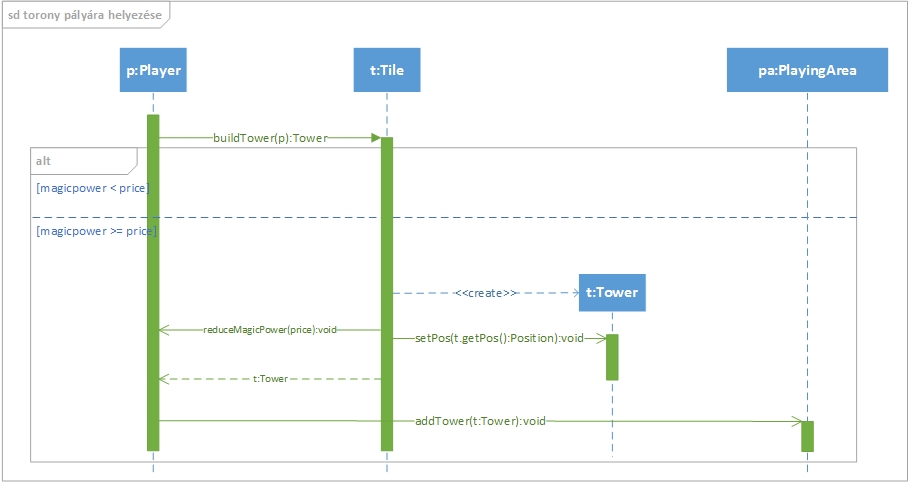 sd torony pályára helyezése
p:Player
t:Tile
pa:PlayingArea
buildTower(p):Tower
alt
[magicpower < price]
[magicpower >= price]
<<create>>
t:Tower
reduceMagicPower(price):void
setPos(t.getPos():Position):void
t:Tower
addTower(t:Tower):void